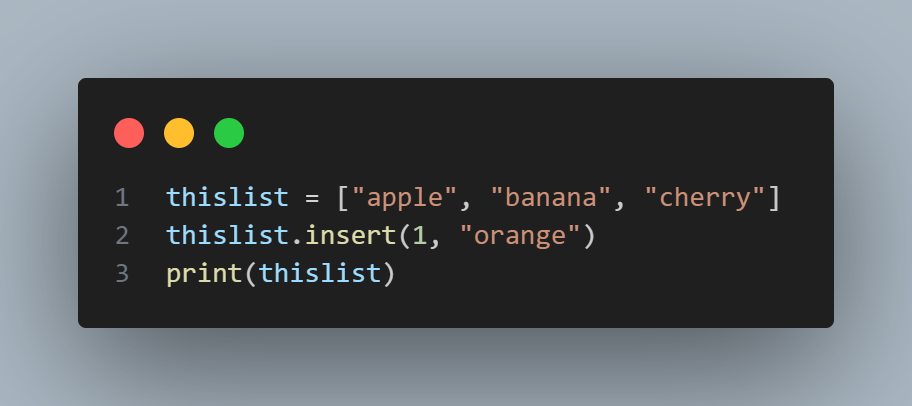 1 thislist = ["apple", "banana", "cherry"]
2 thislist.insert(1, "orange")
3 print(thislist)